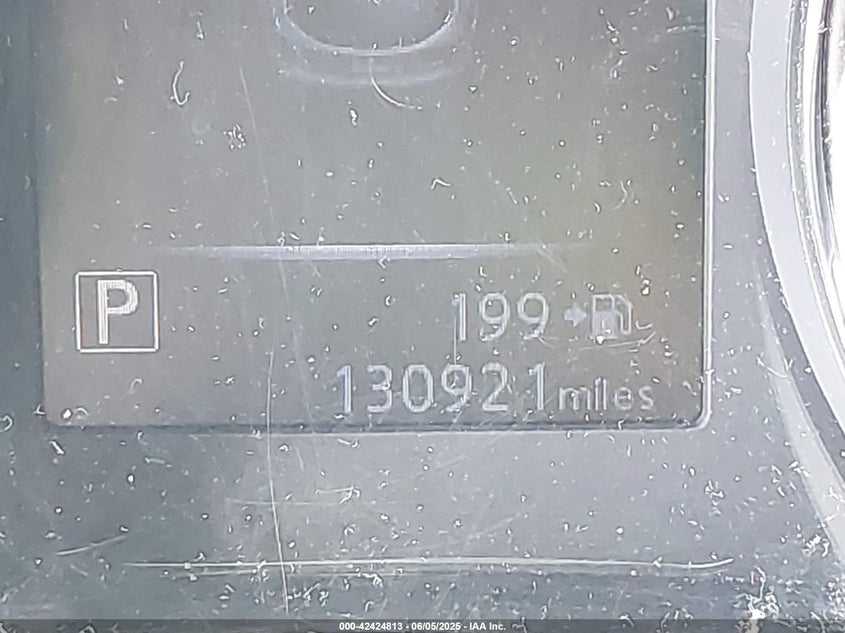 P
199
130921 miles
000-42424813 - 06/05/2025 - IAA Inc.